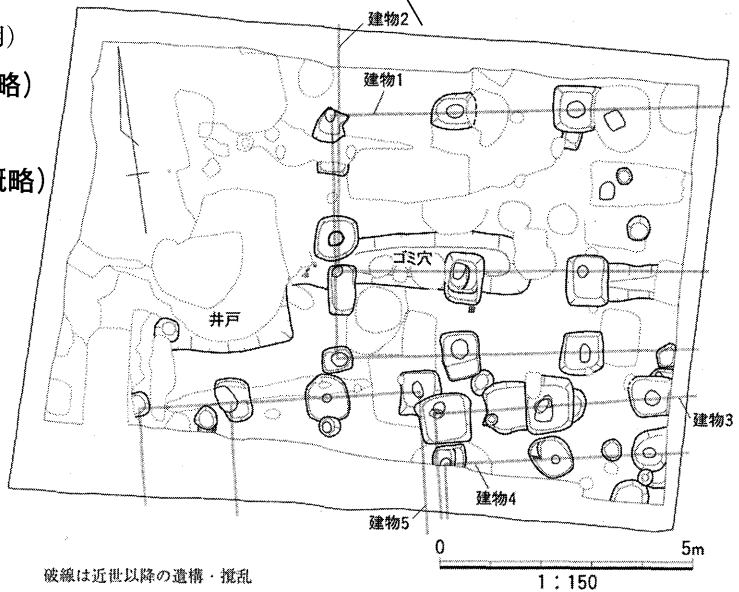 )
略)
既略)
建物2
建物1
ゴミ穴
井戸
建物3
建物4
建物5
0 5m
1：150
破線は近世以降の遺構・撹乱